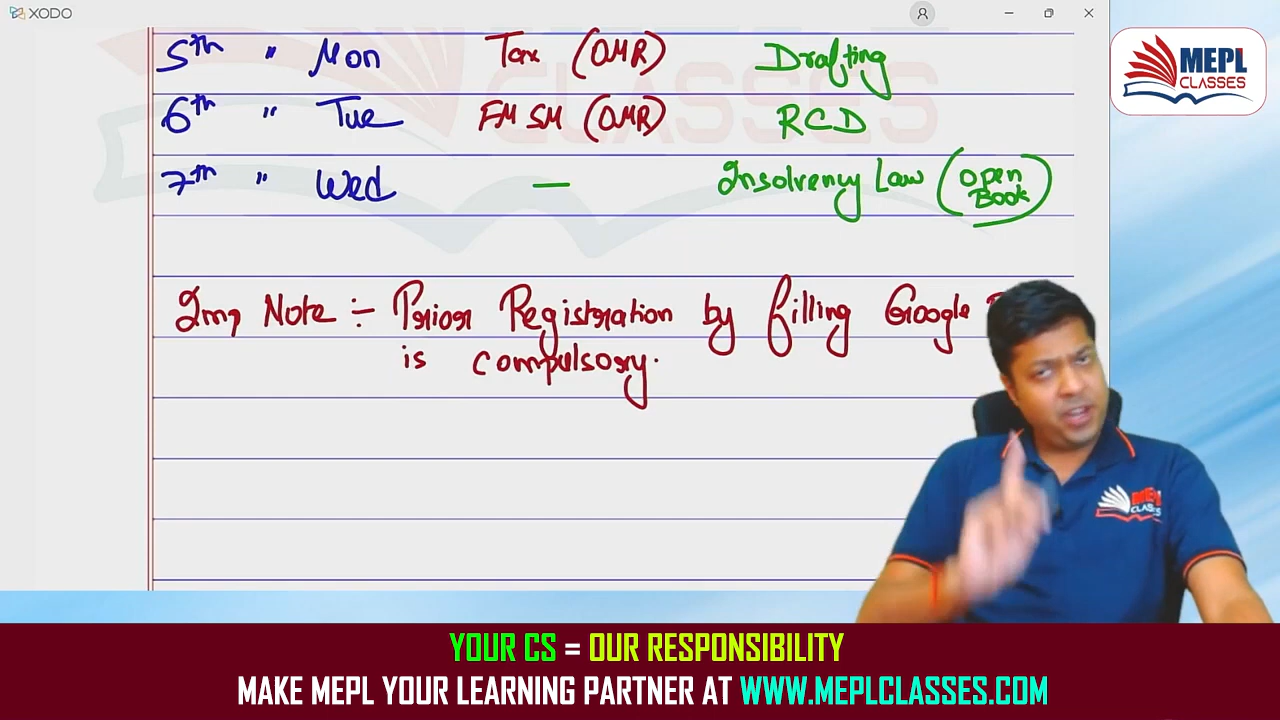 XODO
MEPL
CLASSES
5th " Mon Tax (OMR) Drafting
6th " Tue FM SM (OMR) RCD
7th " Wed — Insolvency Law (Open Book)
Imp Note :- Prior Registration by filling Google
is compulsory.
MEPL
CLASSES
YOUR CS = OUR RESPONSIBILITY
MAKE MEPL YOUR LEARNING PARTNER AT WWW.MEPLCLASSES.COM